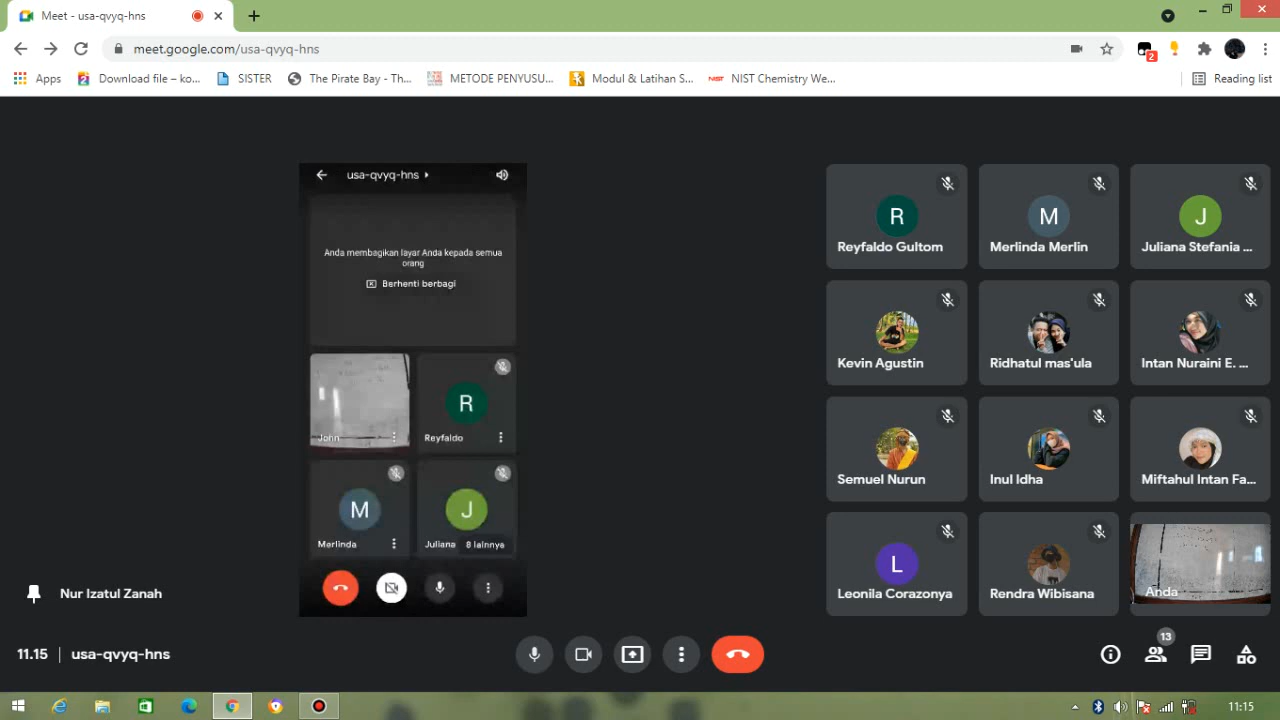 Meet - usa-qvyq-hns
meet.google.com/usa-qvyq-hns
2
Apps
Download file – ko...
SISTER
The Pirate Bay - Th...
METODE PENYUSU...
Modul & Latihan S...
NIST
NIST Chemistry We...
Reading list
usa-qvyq-hns
Anda membagikan layar Anda kepada semua
orang
Berhenti berbagi
John
R
Reyfaldo
M
Merlinda
J
Juliana
8 lainnya
R
Reyfaldo Gultom
M
Merlinda Merlin
J
Juliana Stefania ...
Kevin Agustin
Ridhatul mas'ula
Intan Nuraini E. ...
Semuel Nurun
Inul Idha
Miftahul Intan Fa...
L
Leonila Corazonya
Rendra Wibisana
Anda
Nur Izatul Zanah
11.15
usa-qvyq-hns
13
11:15